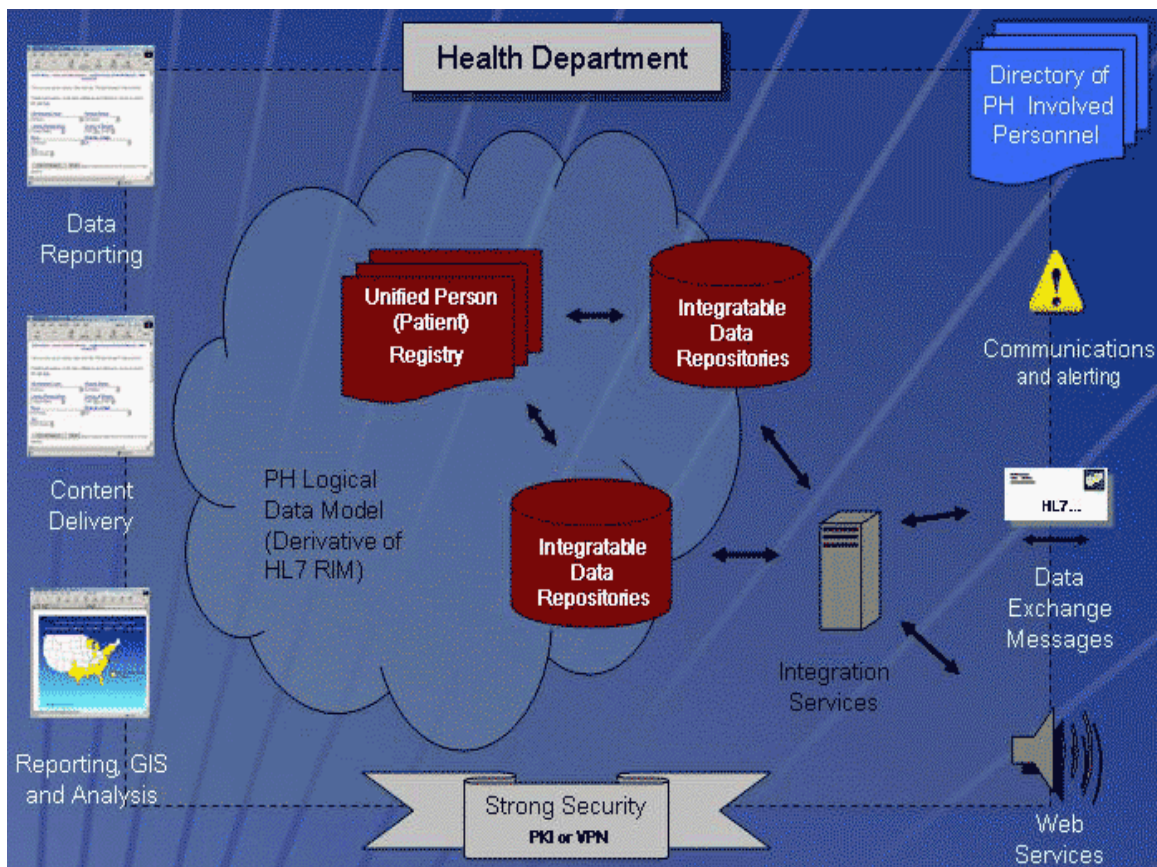 Health Department
Directory of
PH Involved
Personnel
Data
Reporting
Unified Person
(Patient)
Registry
Integratable
Data
Repositories
Communications
and alerting
Content
Delivery
PH Logical
Data Model
(Derivative of
HL7 RIM)
Integratable
Data
Repositories
HL7...
Data
Exchange
Messages
Integration
Services
Reporting, GIS
and Analysis
Strong Security
PKI or VPN
Web
Services